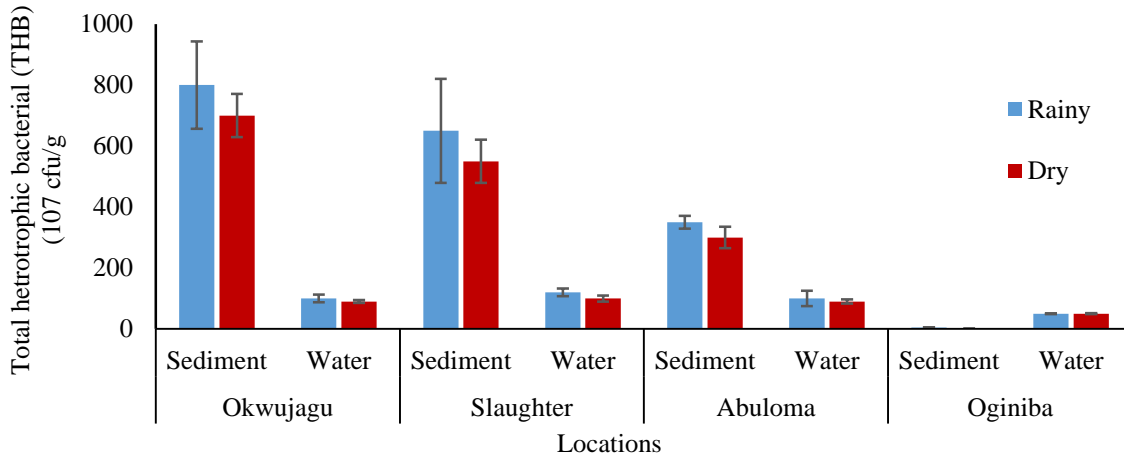 Total hetrotrophic bacterial (THB)
(107 cfu/g
1000
800
600
400
200
0
Rainy
Dry
Sediment Water Sediment Water Sediment Water Sediment Water
Okwujagu Slaughter Abuloma Oginiba
Locations